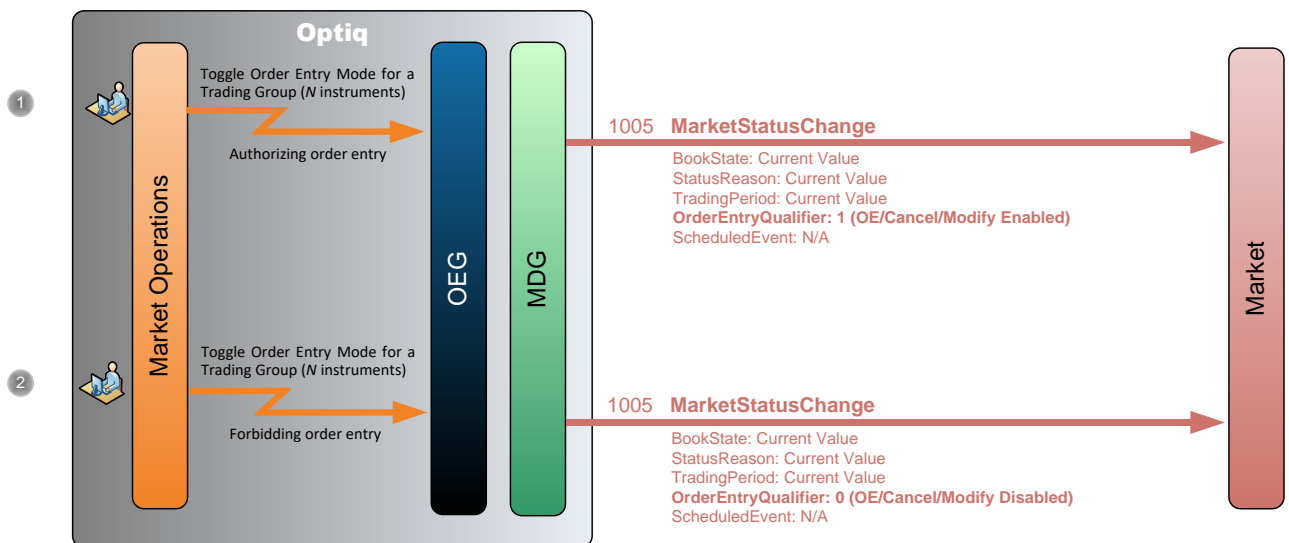 Optiq
1
Toggle Order Entry Mode for a
Trading Group (N instruments)
Authorizing order entry
Market Operations
OEG
MDG
1005 MarketStatusChange
BookState: Current Value
StatusReason: Current Value
TradingPeriod: Current Value
OrderEntryQualifier: 1 (OE/Cancel/Modify Enabled)
ScheduledEvent: N/A
Market
2
Toggle Order Entry Mode for a
Trading Group (N instruments)
Forbidding order entry
1005 MarketStatusChange
BookState: Current Value
StatusReason: Current Value
TradingPeriod: Current Value
OrderEntryQualifier: 0 (OE/Cancel/Modify Disabled)
ScheduledEvent: N/A